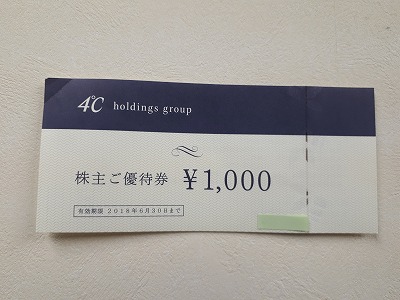 4℃ holdings group
株主ご優待券 ¥1,000
有効期限 2018年6月30日まで